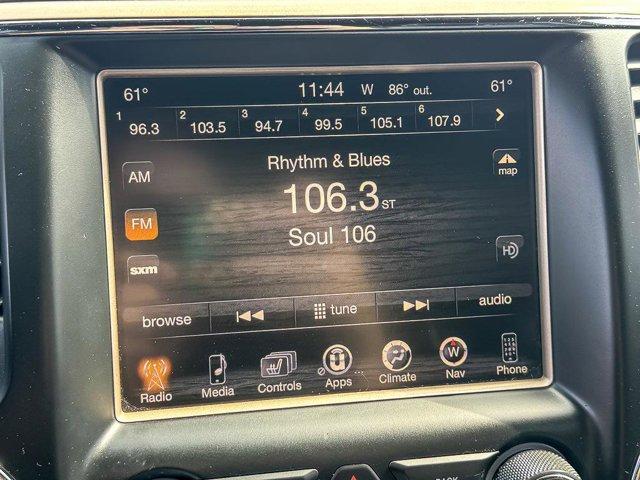 61° 11:44 W 86° out. 61°
1 96.3 2 103.5 3 94.7 4 99.5 5 105.1 6 107.9 >
Rhythm & Blues
AM map
106.3 ST
FM Soul 106
HD
sxm
browse tune audio
Radio Media Controls Apps Climate Nav Phone
U W
BACK